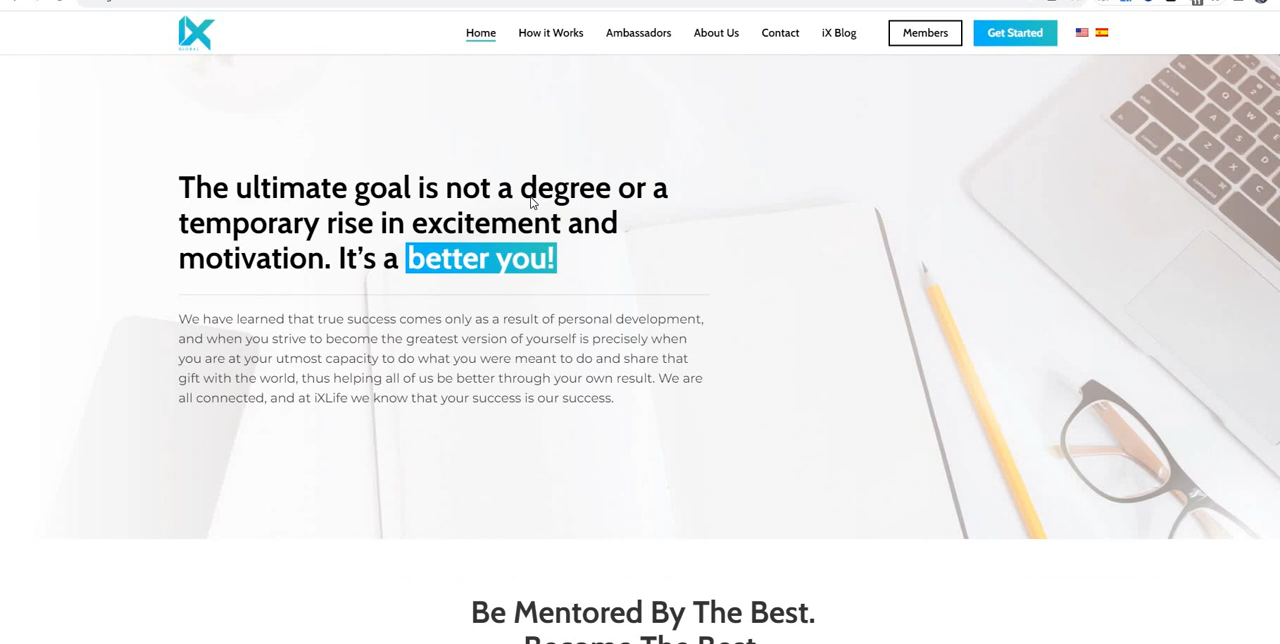 iX
GLOBAL
Home How it Works Ambassadors About Us Contact iX Blog Members Get Started
The ultimate goal is not a degree or a
temporary rise in excitement and
motivation. It’s a better you!
We have learned that true success comes only as a result of personal development,
and when you strive to become the greatest version of yourself is precisely when
you are at your utmost capacity to do what you were meant to do and share that
gift with the world, thus helping all of us be better through your own result. We are
all connected, and at iXLife we know that your success is our success.
Be Mentored By The Best.
Become The Best.